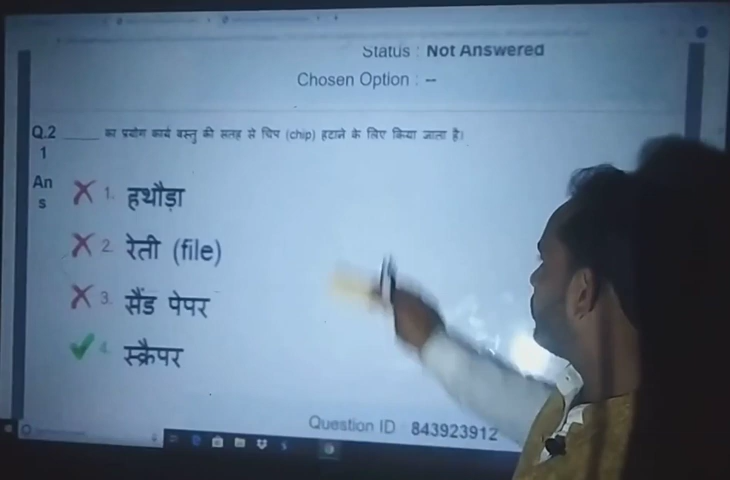 Status : Not Answered
Chosen Option : --
Q.2 ______ का प्रयोग कार्य वस्तु की सतह से चिप (chip) हटाने के लिए किया जाता है।
1
An
s
1. हथौड़ा
2. रेती (file)
3. सैंड पेपर
4. स्क्रैपर
Question ID 843923912